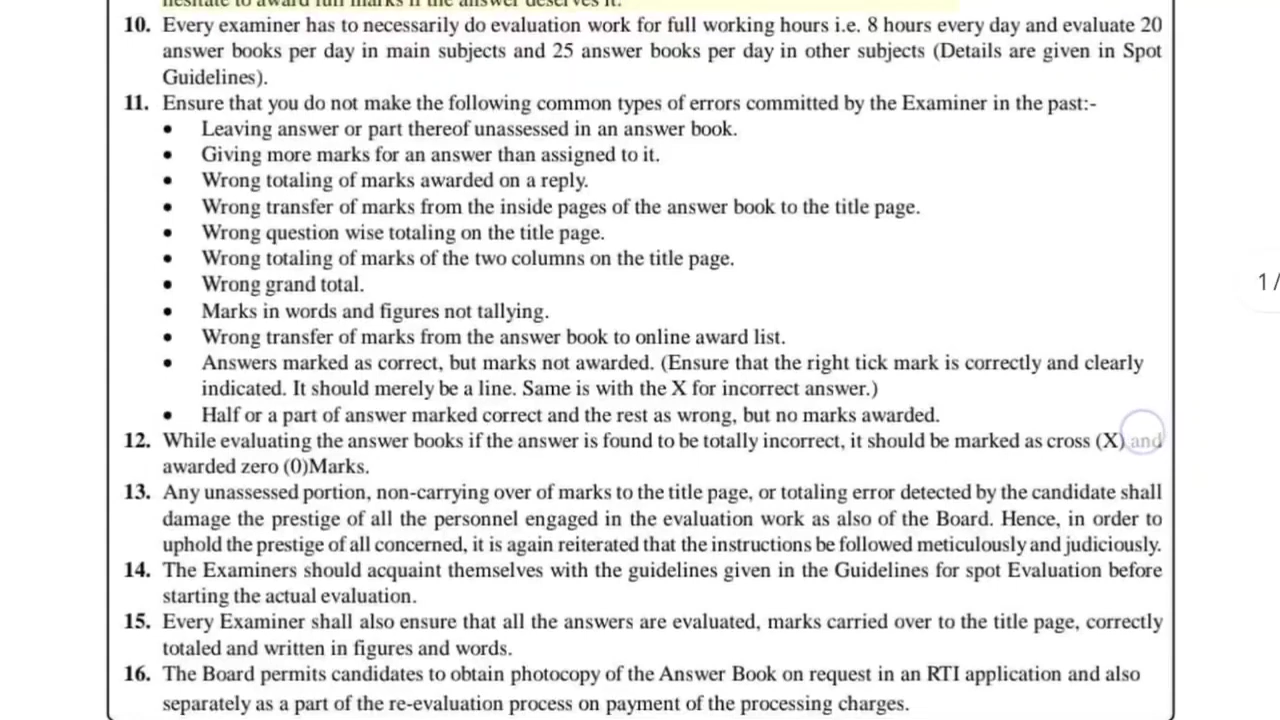 hesitate to award full marks if the answer deserves it.
10. Every examiner has to necessarily do evaluation work for full working hours i.e. 8 hours every day and evaluate 20
answer books per day in main subjects and 25 answer books per day in other subjects (Details are given in Spot
Guidelines).
11. Ensure that you do not make the following common types of errors committed by the Examiner in the past:-
• Leaving answer or part thereof unassessed in an answer book.
• Giving more marks for an answer than assigned to it.
• Wrong totaling of marks awarded on a reply.
• Wrong transfer of marks from the inside pages of the answer book to the title page.
• Wrong question wise totaling on the title page.
• Wrong totaling of marks of the two columns on the title page.
• Wrong grand total.
• Marks in words and figures not tallying.
• Wrong transfer of marks from the answer book to online award list.
• Answers marked as correct, but marks not awarded. (Ensure that the right tick mark is correctly and clearly
indicated. It should merely be a line. Same is with the X for incorrect answer.)
• Half or a part of answer marked correct and the rest as wrong, but no marks awarded.
12. While evaluating the answer books if the answer is found to be totally incorrect, it should be marked as cross (X) and
awarded zero (0)Marks.
13. Any unassessed portion, non-carrying over of marks to the title page, or totaling error detected by the candidate shall
damage the prestige of all the personnel engaged in the evaluation work as also of the Board. Hence, in order to
uphold the prestige of all concerned, it is again reiterated that the instructions be followed meticulously and judiciously.
14. The Examiners should acquaint themselves with the guidelines given in the Guidelines for spot Evaluation before
starting the actual evaluation.
15. Every Examiner shall also ensure that all the answers are evaluated, marks carried over to the title page, correctly
totaled and written in figures and words.
16. The Board permits candidates to obtain photocopy of the Answer Book on request in an RTI application and also
separately as a part of the re-evaluation process on payment of the processing charges.
1/